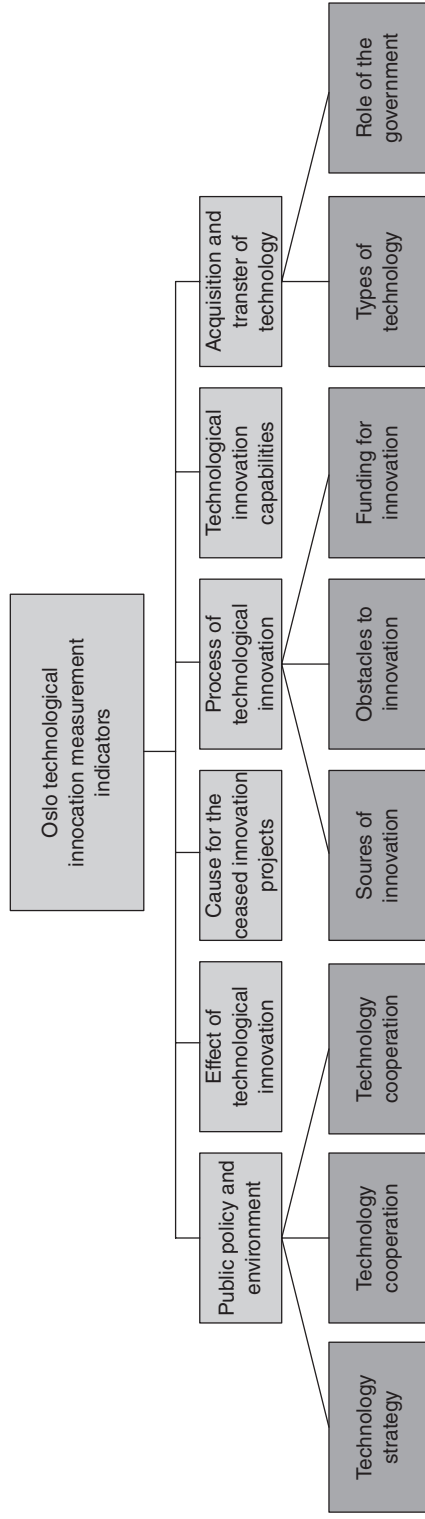 Oslo technological
innocation measurement
indicators
Public policy and
environment
Effect of
technological
innovation
Cause for the
ceased innovation
projects
Process of
technological
innovation
Technological
innovation
capabilities
Acquisition and
transter of
technology
Technology
strategy
Technology
cooperation
Technology
cooperation
Soures of
innovation
Obstacles to
innovation
Funding for
innovation
Types of
technology
Role of the
government